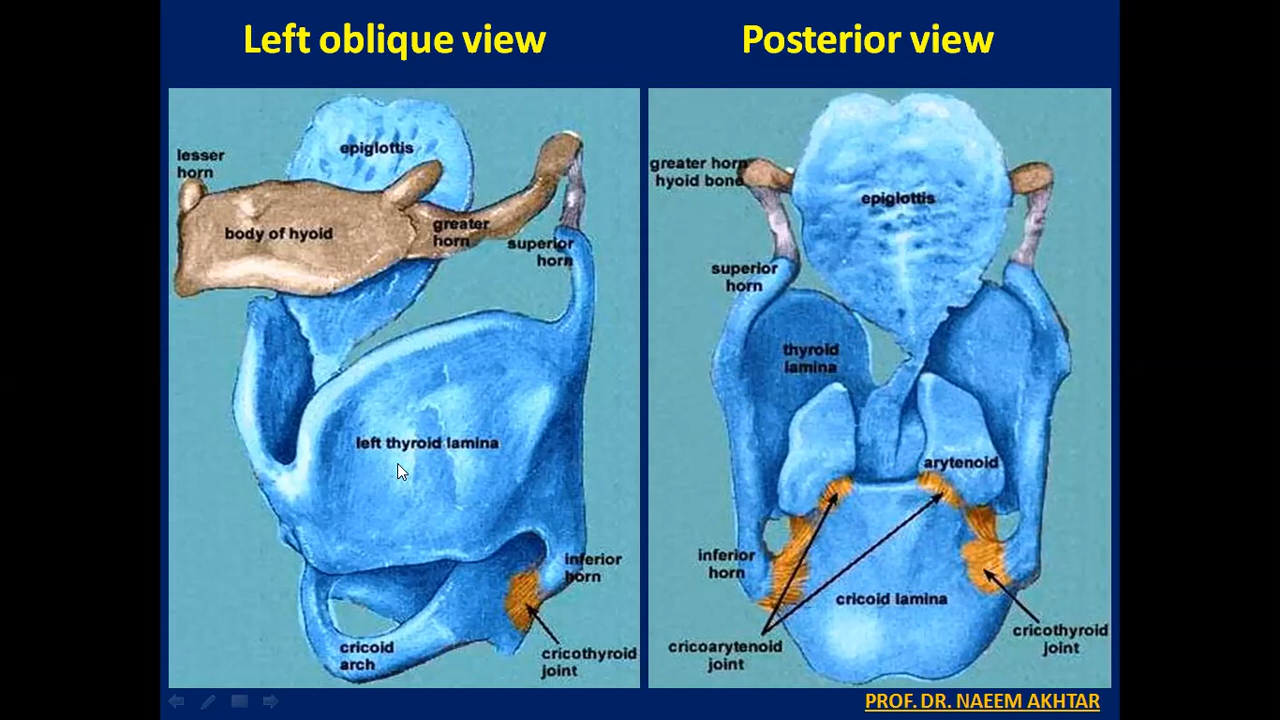 Left oblique view
Posterior view
lesser
horn
epiglottis
body of hyoid
greater
horn
superior
horn
left thyroid lamina
inferior
horn
cricoid
arch
cricothyroid
joint
greater horn
hyoid bone
epiglottis
superior
horn
thyroid
lamina
arytenoid
inferior
horn
cricoid lamina
cricoarytenoid
joint
cricothyroid
joint
PROF. DR. NAEEM AKHTAR